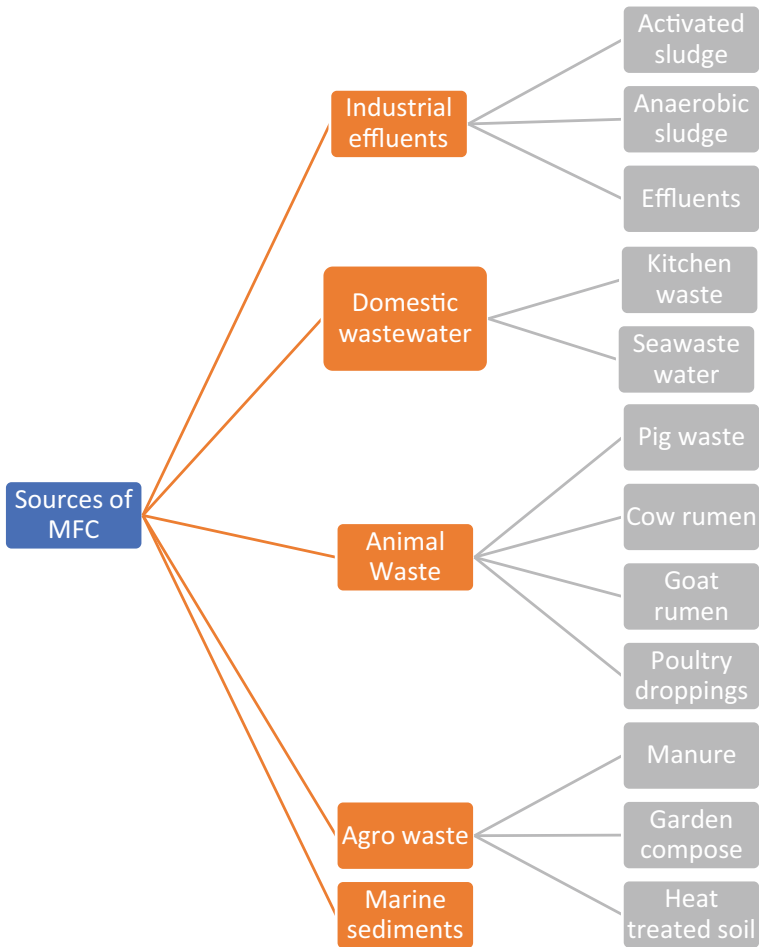 Sources of
MFC
Industrial
effluents
Activated
sludge
Anaerobic
sludge
Effluents
Domestic
wastewater
Kitchen
waste
Seawaste
water
Animal
Waste
Pig waste
Cow rumen
Goat
rumen
Poultry
droppings
Agro waste
Manure
Garden
compose
Heat
treated soil
Marine
sediments